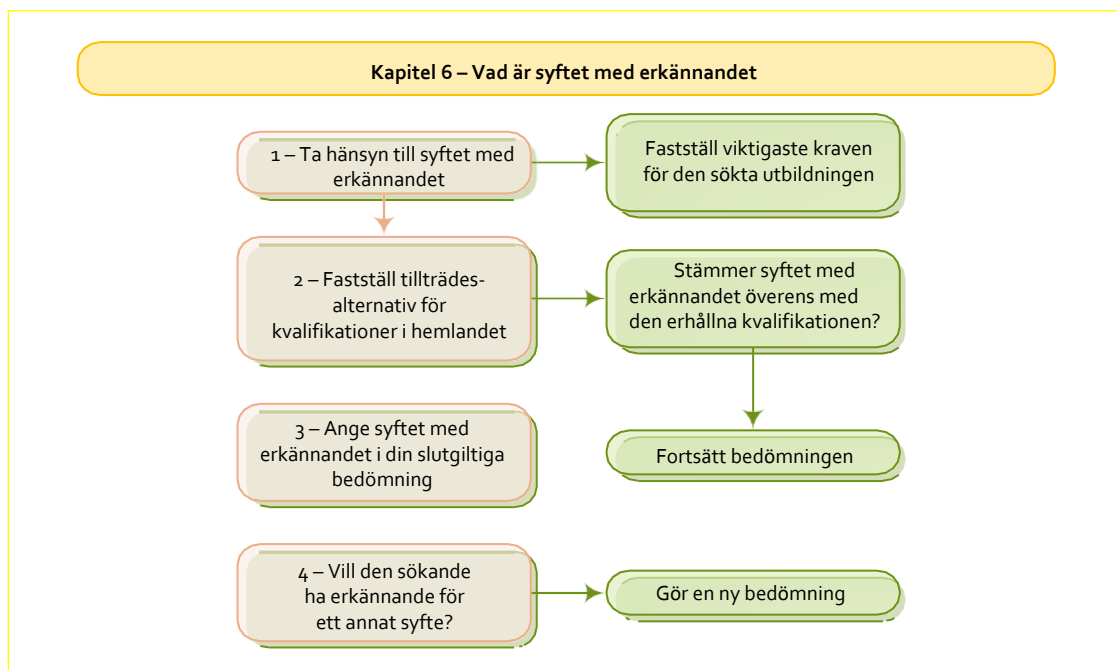 Kapitel 6 – Vad är syftet med erkännandet
1 – Ta hänsyn till syftet med
erkännandet
Fastställ viktigaste kraven
för den sökta utbildningen
2 – Fastställ tillträdes-
alternativ för
kvalifikationer i hemlandet
Stämmer syftet med
erkännandet överens med
den erhållna kvalifikationen?
3 – Ange syftet med
erkännandet i din slutgiltiga
bedömning
Fortsätt bedömningen
4 – Vill den sökande
ha erkännande för
ett annat syfte?
Gör en ny bedömning